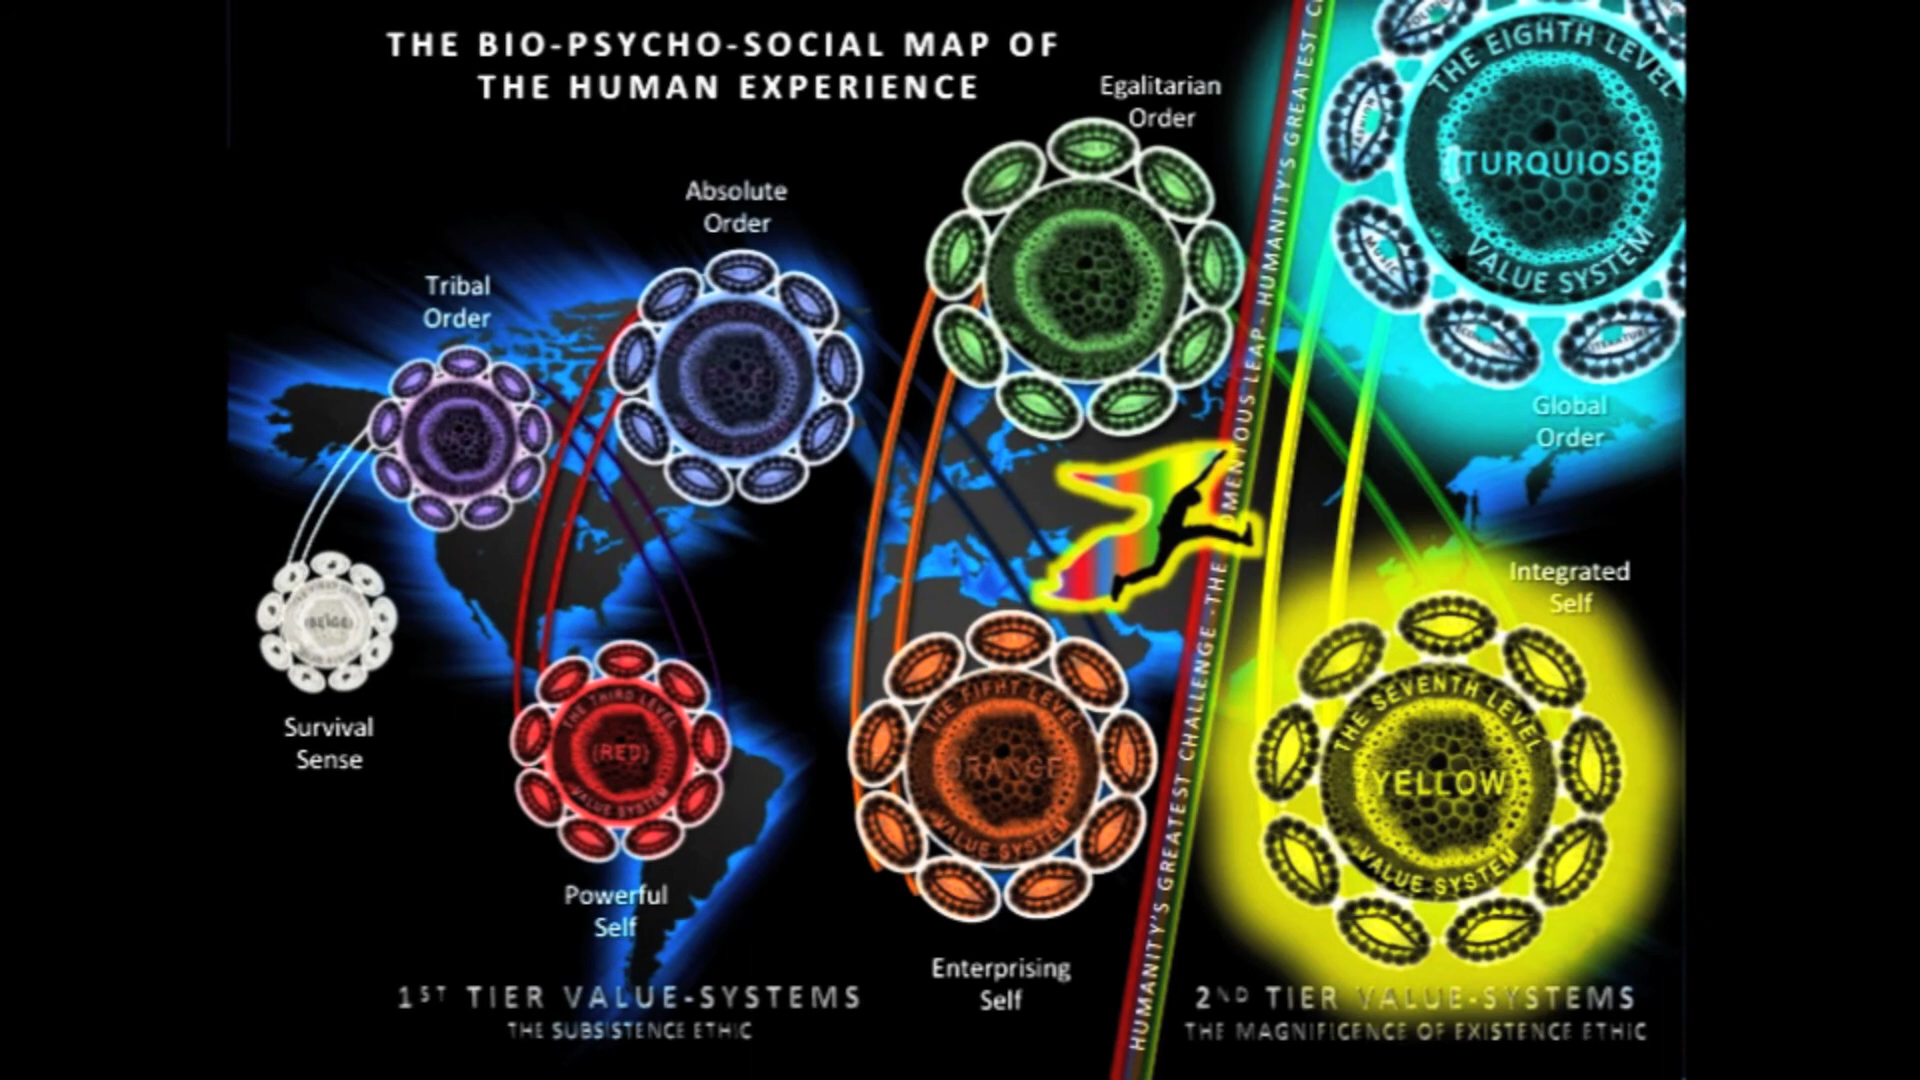 THE BIO-PSYCHO-SOCIAL MAP OF
THE HUMAN EXPERIENCE
Egalitarian
Order
Absolute
Order
Tribal
Order
THE EIGHTH LEVEL
TURQUIOSE
VALUE SYSTEM
MUSIC
Global
Order
Integrated
Self
(BEIGE)
Survival
Sense
THE THIRD LEVEL
(RED)
VALUE SYSTEM
Powerful
Self
THE FIFHT LEVEL
ORANGE
VALUE SYSTEM
Enterprising
Self
THE SEVENTH LEVEL
YELLOW
VALUE SYSTEM
HUMANITY'S GREATEST CHALLENGE - THE MOMENTOUS LEAP - HUMANITY'S GREATEST
1ST TIER VALUE-SYSTEMS
THE SUBSISTENCE ETHIC
2ND TIER VALUE-SYSTEMS
THE MAGNIFICENCE OF EXISTENCE ETHIC